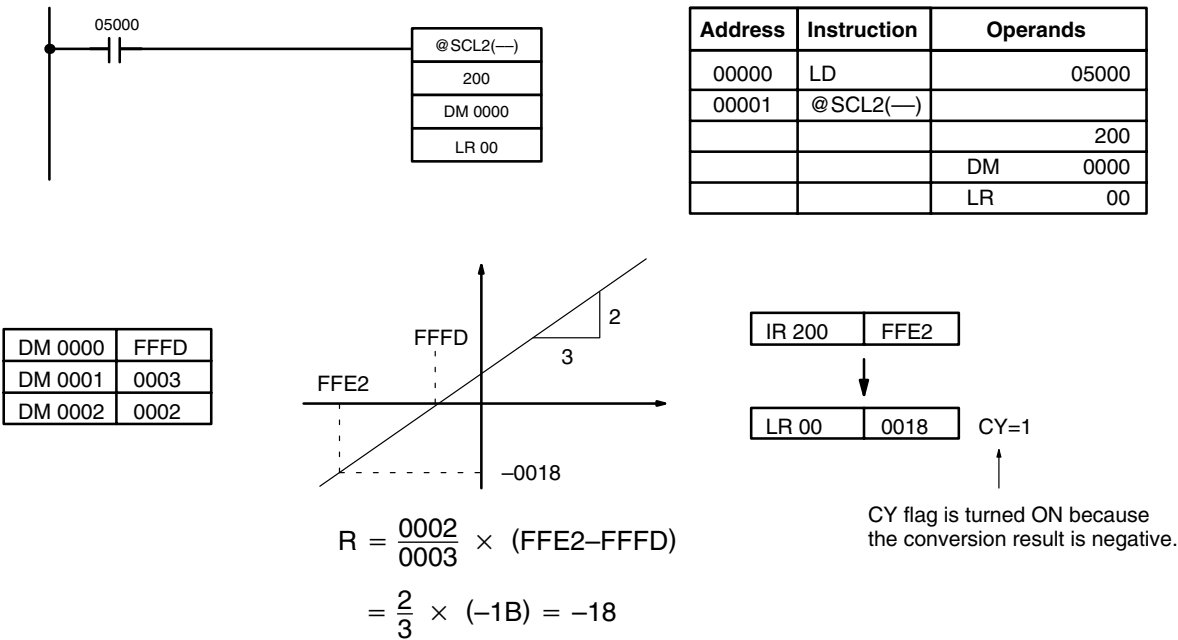 05000
@SCL2(––)
200
DM 0000
LR 00
Address Instruction Operands
00000 LD 05000
00001 @SCL2(––)
200
DM 0000
LR 00
DM 0000 FFFD
DM 0001 0003
DM 0002 0002
FFFD
FFE2
2
3
–0018
IR 200 FFE2
LR 00 0018 CY=1
CY flag is turned ON because
the conversion result is negative.
R = 0002/0003 × (FFE2–FFFD)
= 2/3 × (–1B) = –18